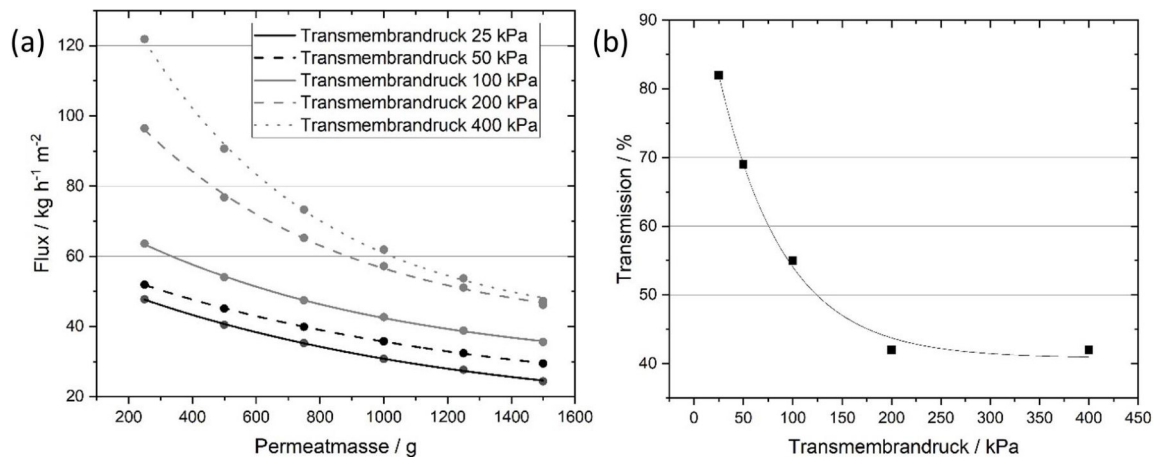 (a)
Flux / kg h⁻¹ m⁻²
120
100
80
60
40
20
Transmembrandruck 25 kPa
Transmembrandruck 50 kPa
Transmembrandruck 100 kPa
Transmembrandruck 200 kPa
Transmembrandruck 400 kPa
200 400 600 800 1000 1200 1400 1600
Permeatmasse / g
(b)
Transmission / %
90
80
70
60
50
40
0 50 100 150 200 250 300 350 400 450
Transmembrandruck / kPa